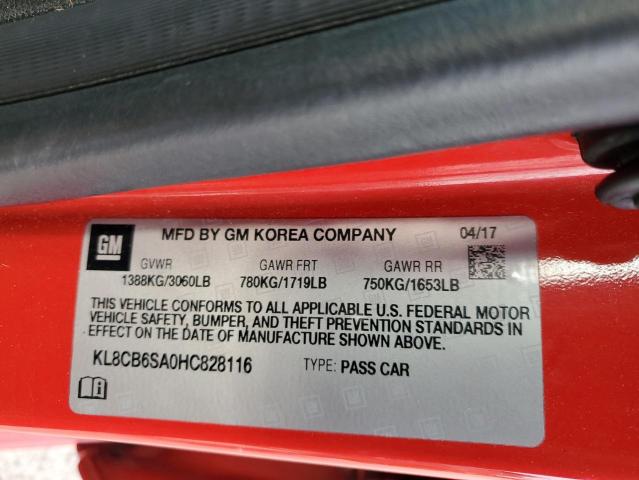 GM MFD BY GM KOREA COMPANY 04/17
GVWR GAWR FRT GAWR RR
1388KG/3060LB 780KG/1719LB 750KG/1653LB
THIS VEHICLE CONFORMS TO ALL APPLICABLE U.S. FEDERAL MOTOR
VEHICLE SAFETY, BUMPER, AND THEFT PREVENTION STANDARDS IN
EFFECT ON THE DATE OF MANUFACTURE SHOWN ABOVE.
KL8CB6SA0HC828116 TYPE: PASS CAR